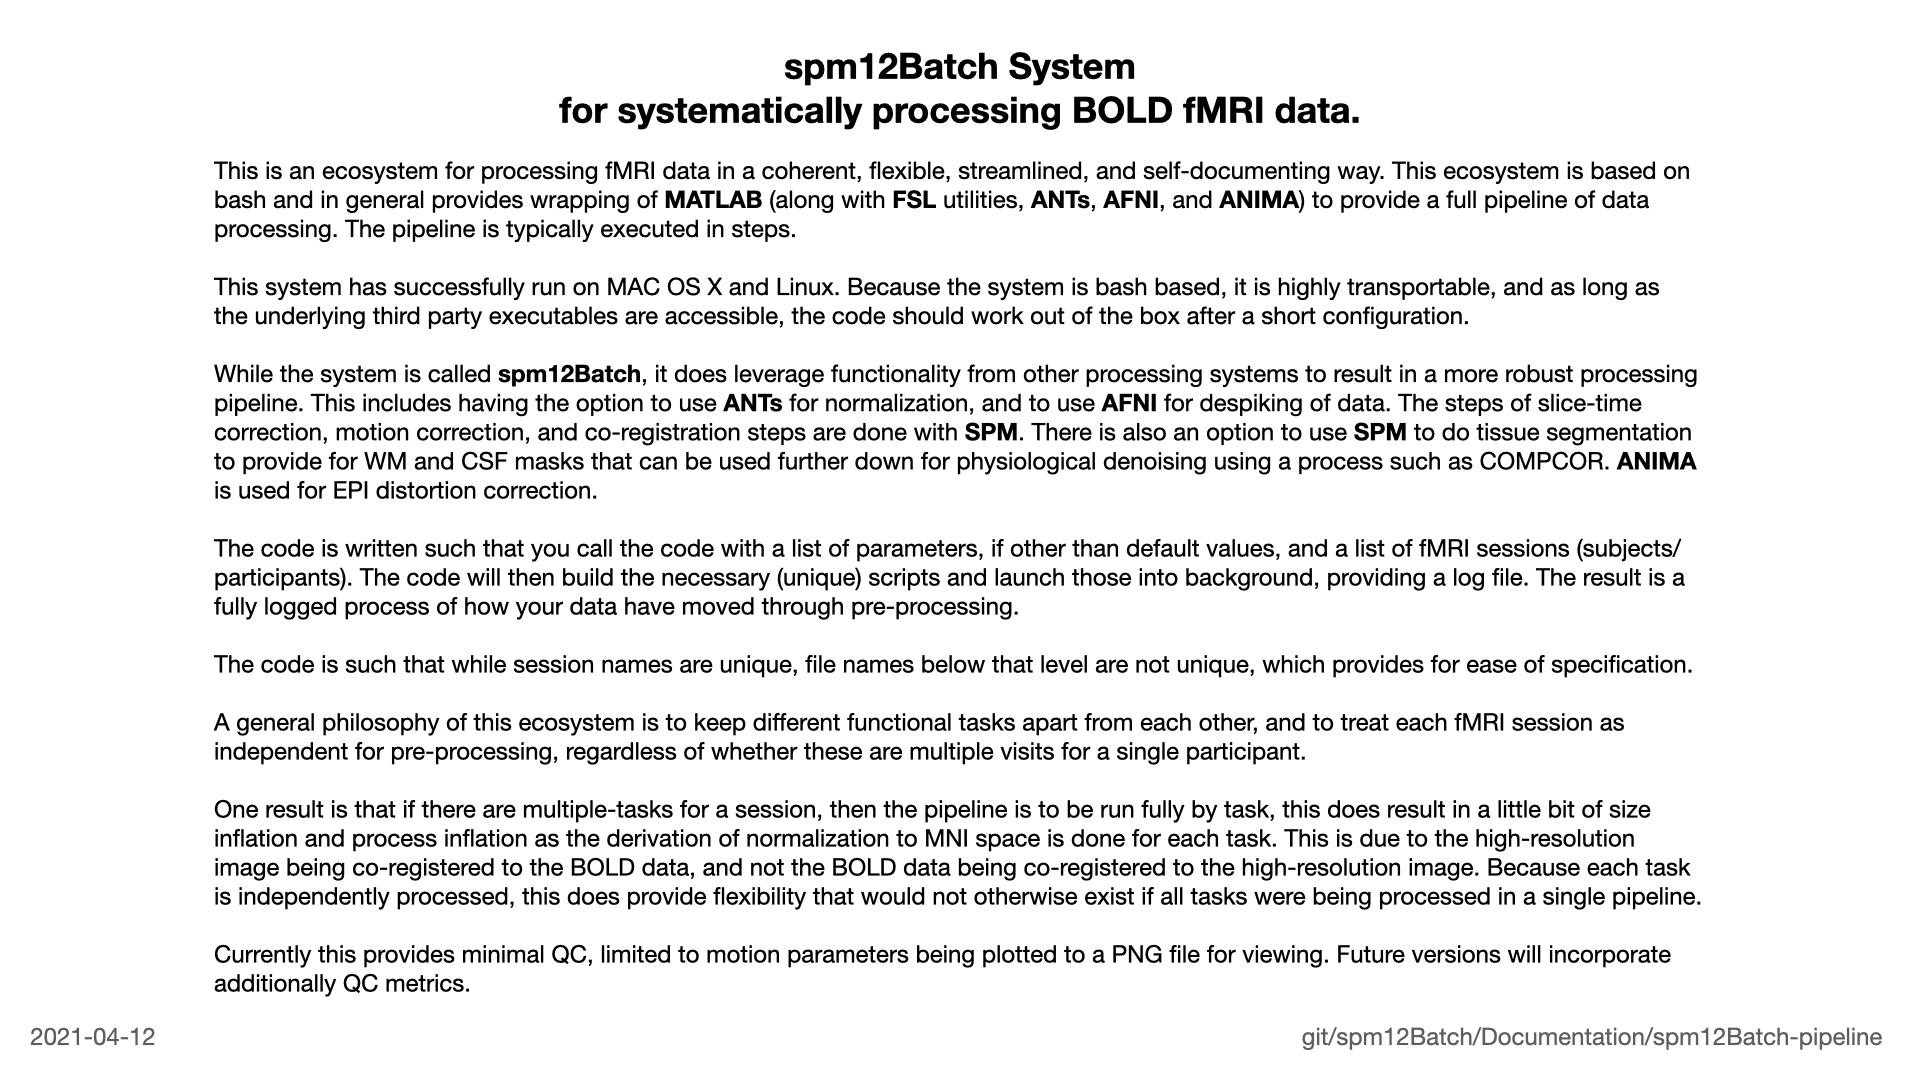 spm12Batch System
for systematically processing BOLD fMRI data.
This is an ecosystem for processing fMRI data in a coherent, flexible, streamlined, and self-documenting way. This ecosystem is based on
bash and in general provides wrapping of MATLAB (along with FSL utilities, ANTs, AFNI, and ANIMA) to provide a full pipeline of data
processing. The pipeline is typically executed in steps.
This system has successfully run on MAC OS X and Linux. Because the system is bash based, it is highly transportable, and as long as
the underlying third party executables are accessible, the code should work out of the box after a short configuration.
While the system is called spm12Batch, it does leverage functionality from other processing systems to result in a more robust processing
pipeline. This includes having the option to use ANTs for normalization, and to use AFNI for despiking of data. The steps of slice-time
correction, motion correction, and co-registration steps are done with SPM. There is also an option to use SPM to do tissue segmentation
to provide for WM and CSF masks that can be used further down for physiological denoising using a process such as COMPCOR. ANIMA
is used for EPI distortion correction.
The code is written such that you call the code with a list of parameters, if other than default values, and a list of fMRI sessions (subjects/
participants). The code will then build the necessary (unique) scripts and launch those into background, providing a log file. The result is a
fully logged process of how your data have moved through pre-processing.
The code is such that while session names are unique, file names below that level are not unique, which provides for ease of specification.
A general philosophy of this ecosystem is to keep different functional tasks apart from each other, and to treat each fMRI session as
independent for pre-processing, regardless of whether these are multiple visits for a single participant.
One result is that if there are multiple-tasks for a session, then the pipeline is to be run fully by task, this does result in a little bit of size
inflation and process inflation as the derivation of normalization to MNI space is done for each task. This is due to the high-resolution
image being co-registered to the BOLD data, and not the BOLD data being co-registered to the high-resolution image. Because each task
is independently processed, this does provide flexibility that would not otherwise exist if all tasks were being processed in a single pipeline.
Currently this provides minimal QC, limited to motion parameters being plotted to a PNG file for viewing. Future versions will incorporate
additionally QC metrics.
2021-04-12
git/spm12Batch/Documentation/spm12Batch-pipeline